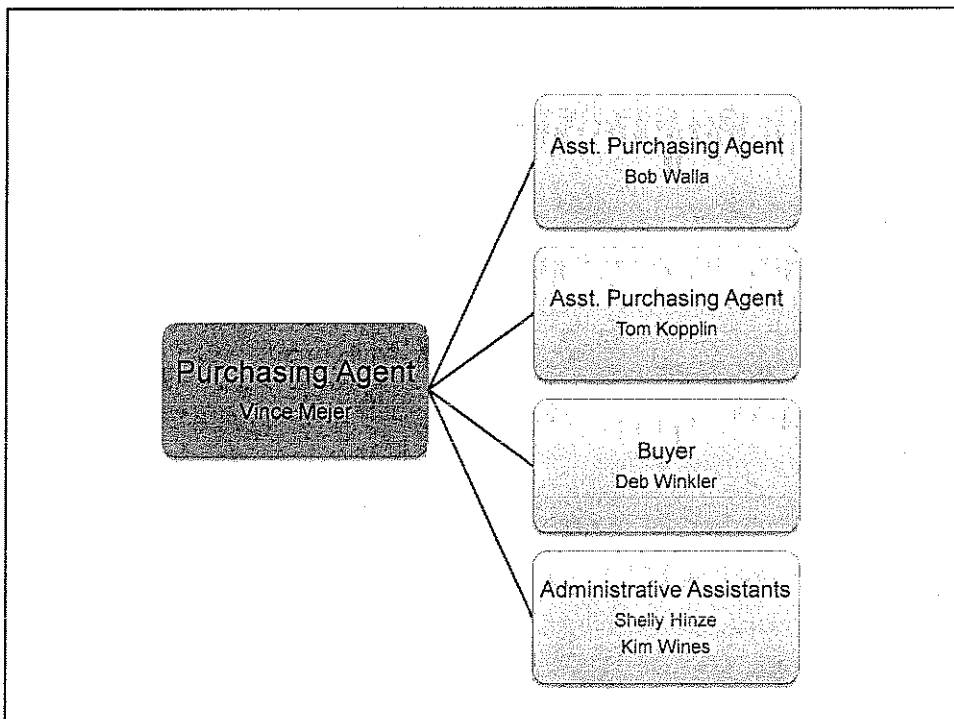 Purchasing Agent
Vince Mejer
Asst. Purchasing Agent
Bob Walla
Asst. Purchasing Agent
Tom Kopplin
Buyer
Deb Winkler
Administrative Assistants
Shelly Hinze
Kim Wines